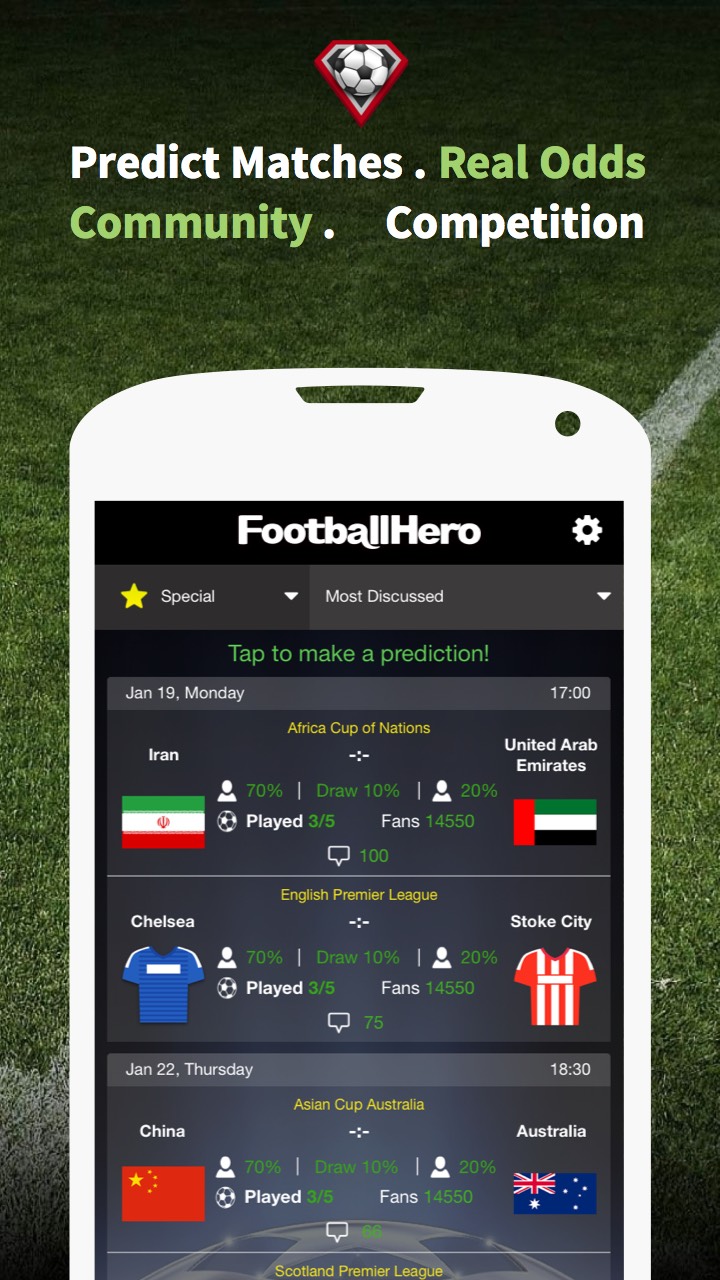 Predict Matches . Real Odds
Community . Competition
FootballHero
Special Most Discussed
Tap to make a prediction!
Jan 19, Monday 17:00
Africa Cup of Nations
Iran -:- United Arab Emirates
70% | Draw 10% | 20%
Played 3/5 Fans 14550
100
English Premier League
Chelsea -:- Stoke City
70% | Draw 10% | 20%
Played 3/5 Fans 14550
75
Jan 22, Thursday 18:30
Asian Cup Australia
China -:- Australia
70% | Draw 10% | 20%
Played 3/5 Fans 14550
66
Scotland Premier League